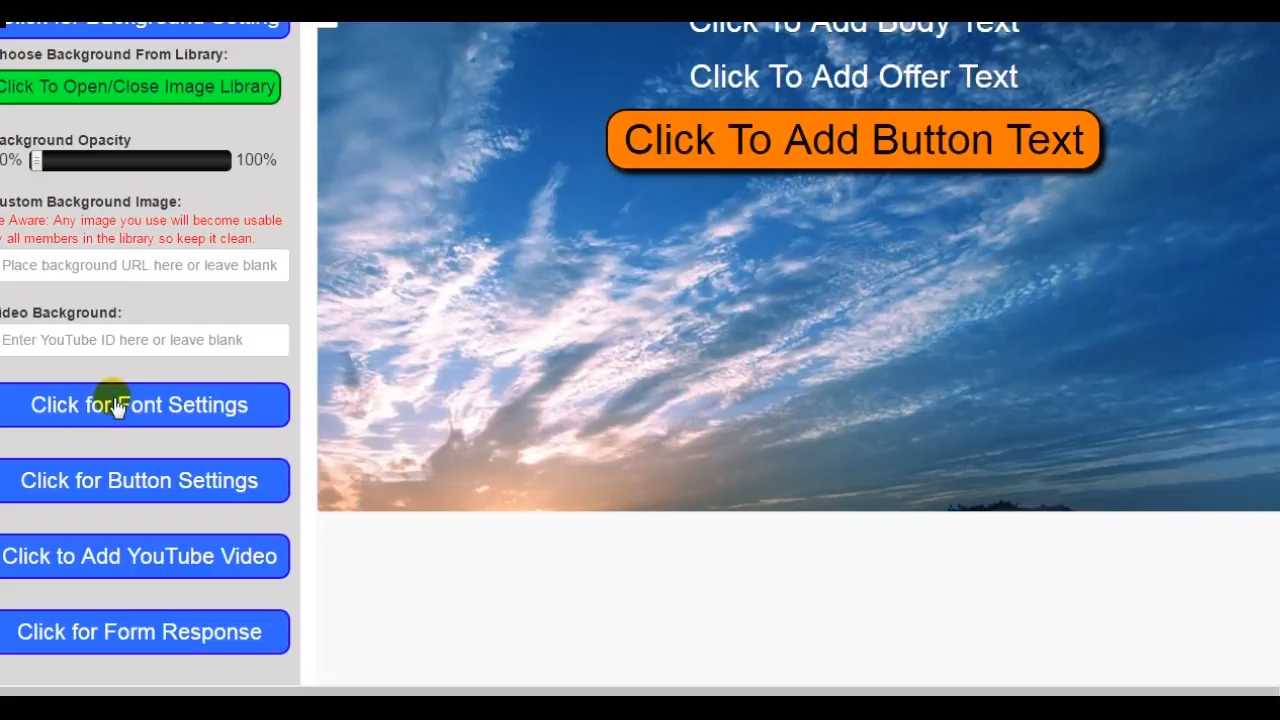 Click for Background Setting
hoose Background From Library:
Click To Open/Close Image Library
ackground Opacity
0% 100%
ustom Background Image:
e Aware: Any image you use will become usable
y all members in the library so keep it clean.
Place background URL here or leave blank
ideo Background:
Enter YouTube ID here or leave blank
Click for Font Settings
Click for Button Settings
Click to Add YouTube Video
Click for Form Response
Click To Add Body Text
Click To Add Offer Text
Click To Add Button Text